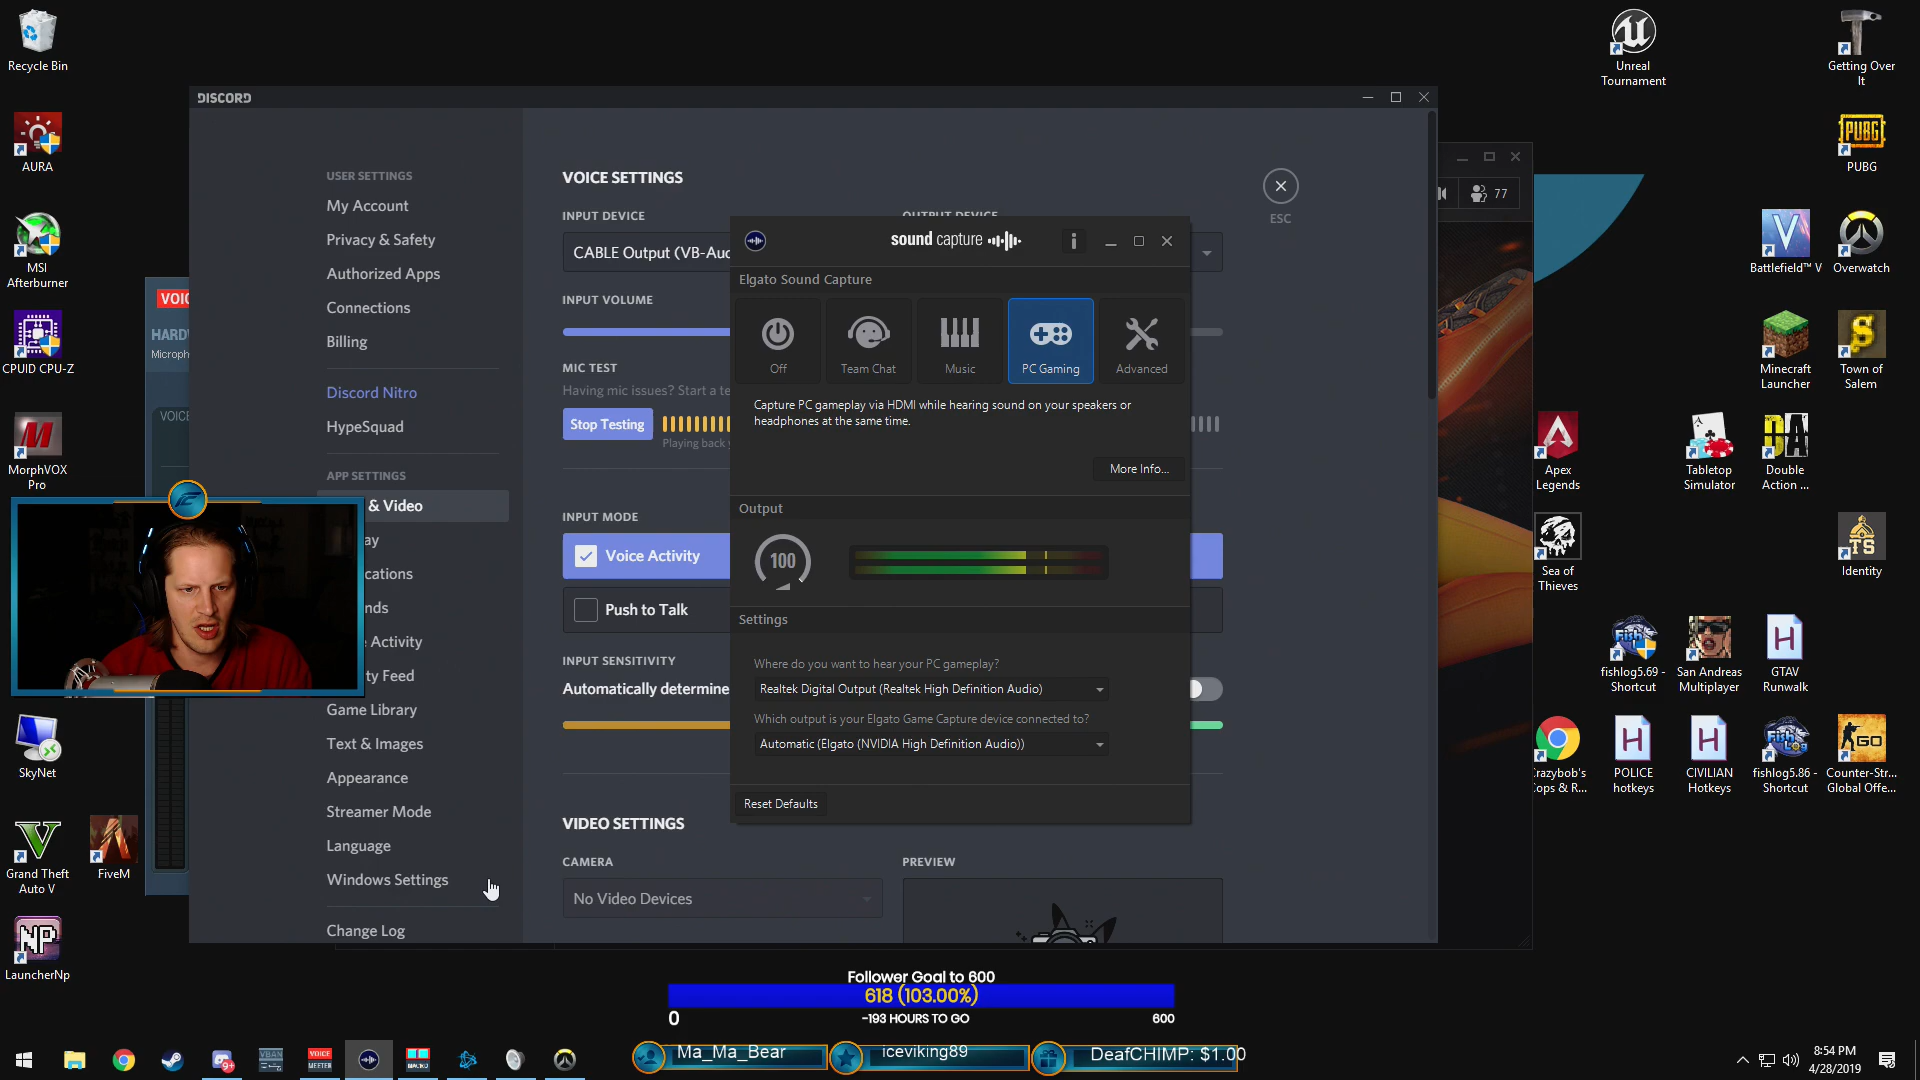 Recycle Bin
AURA
MSI
Afterburner
CPUID CPU-Z
MorphVOX
Pro
SkyNet
Grand Theft
Auto V
FiveM
LauncherNp
DISCORD
USER SETTINGS
My Account
Privacy & Safety
Authorized Apps
Connections
Billing
Discord Nitro
HypeSquad
APP SETTINGS
& Video
Game Library
Text & Images
Appearance
Streamer Mode
Language
Windows Settings
Change Log
VOICE SETTINGS
INPUT DEVICE
OUTPUT DEVICE
CABLE Output (VB-Aud
INPUT VOLUME
MIC TEST
Having mic issues? Start a te
Stop Testing
Playing back y
INPUT MODE
Voice Activity
Push to Talk
INPUT SENSITIVITY
Automatically determine
VIDEO SETTINGS
CAMERA
No Video Devices
PREVIEW
ESC
77
sound capture
Elgato Sound Capture
Off
Team Chat
Music
PC Gaming
Advanced
Capture PC gameplay via HDMI while hearing sound on your speakers or
headphones at the same time.
More Info...
Output
100
Settings
Where do you want to hear your PC gameplay?
Realtek Digital Output (Realtek High Definition Audio)
Which output is your Elgato Game Capture device connected to?
Automatic (Elgato (NVIDIA High Definition Audio))
Reset Defaults
Unreal
Tournament
Getting Over
It
PUBG
Battlefield™ V
Overwatch
Minecraft
Launcher
Town of
Salem
Apex
Legends
Tabletop
Simulator
Double
Action ...
Sea of
Thieves
Identity
fishlog5.69 -
Shortcut
San Andreas
Multiplayer
GTAV
Runwalk
Crazybob's
Cops & R...
POLICE
hotkeys
CIVILIAN
Hotkeys
fishlog5.86 -
Shortcut
Counter-Str...
Global Offe...
Follower Goal to 600
618 (103.00%)
0
-193 HOURS TO GO
600
Ma_Ma_Bear
iceviking89
DeafCHIMP: $1.00
8:54 PM
4/28/2019